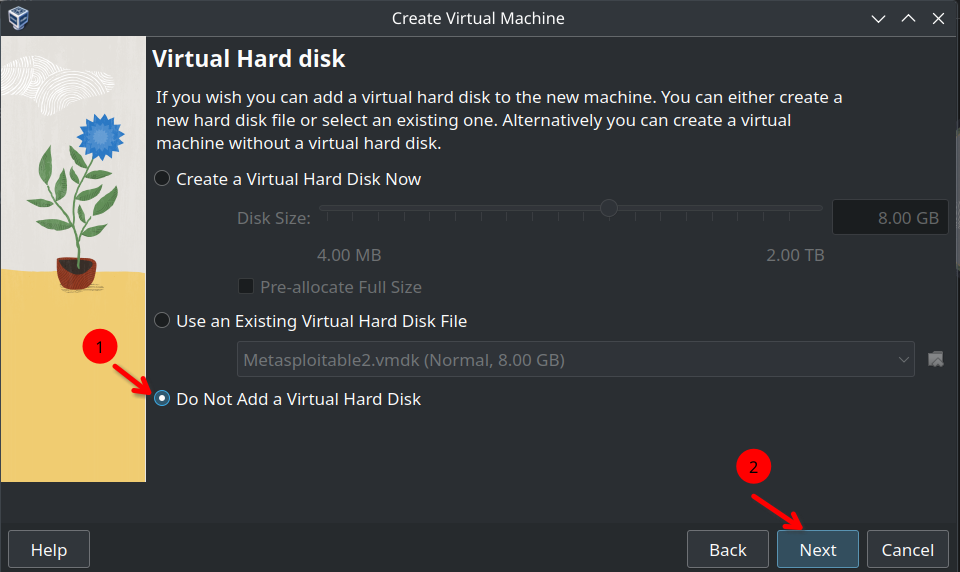 Create Virtual Machine
Virtual Hard disk
If you wish you can add a virtual hard disk to the new machine. You can either create a
new hard disk file or select an existing one. Alternatively you can create a virtual
machine without a virtual hard disk.
Create a Virtual Hard Disk Now
Disk Size: 8.00 GB
4.00 MB 2.00 TB
Pre-allocate Full Size
Use an Existing Virtual Hard Disk File
1
Metasploitable2.vmdk (Normal, 8.00 GB)
Do Not Add a Virtual Hard Disk
2
Help Back Next Cancel